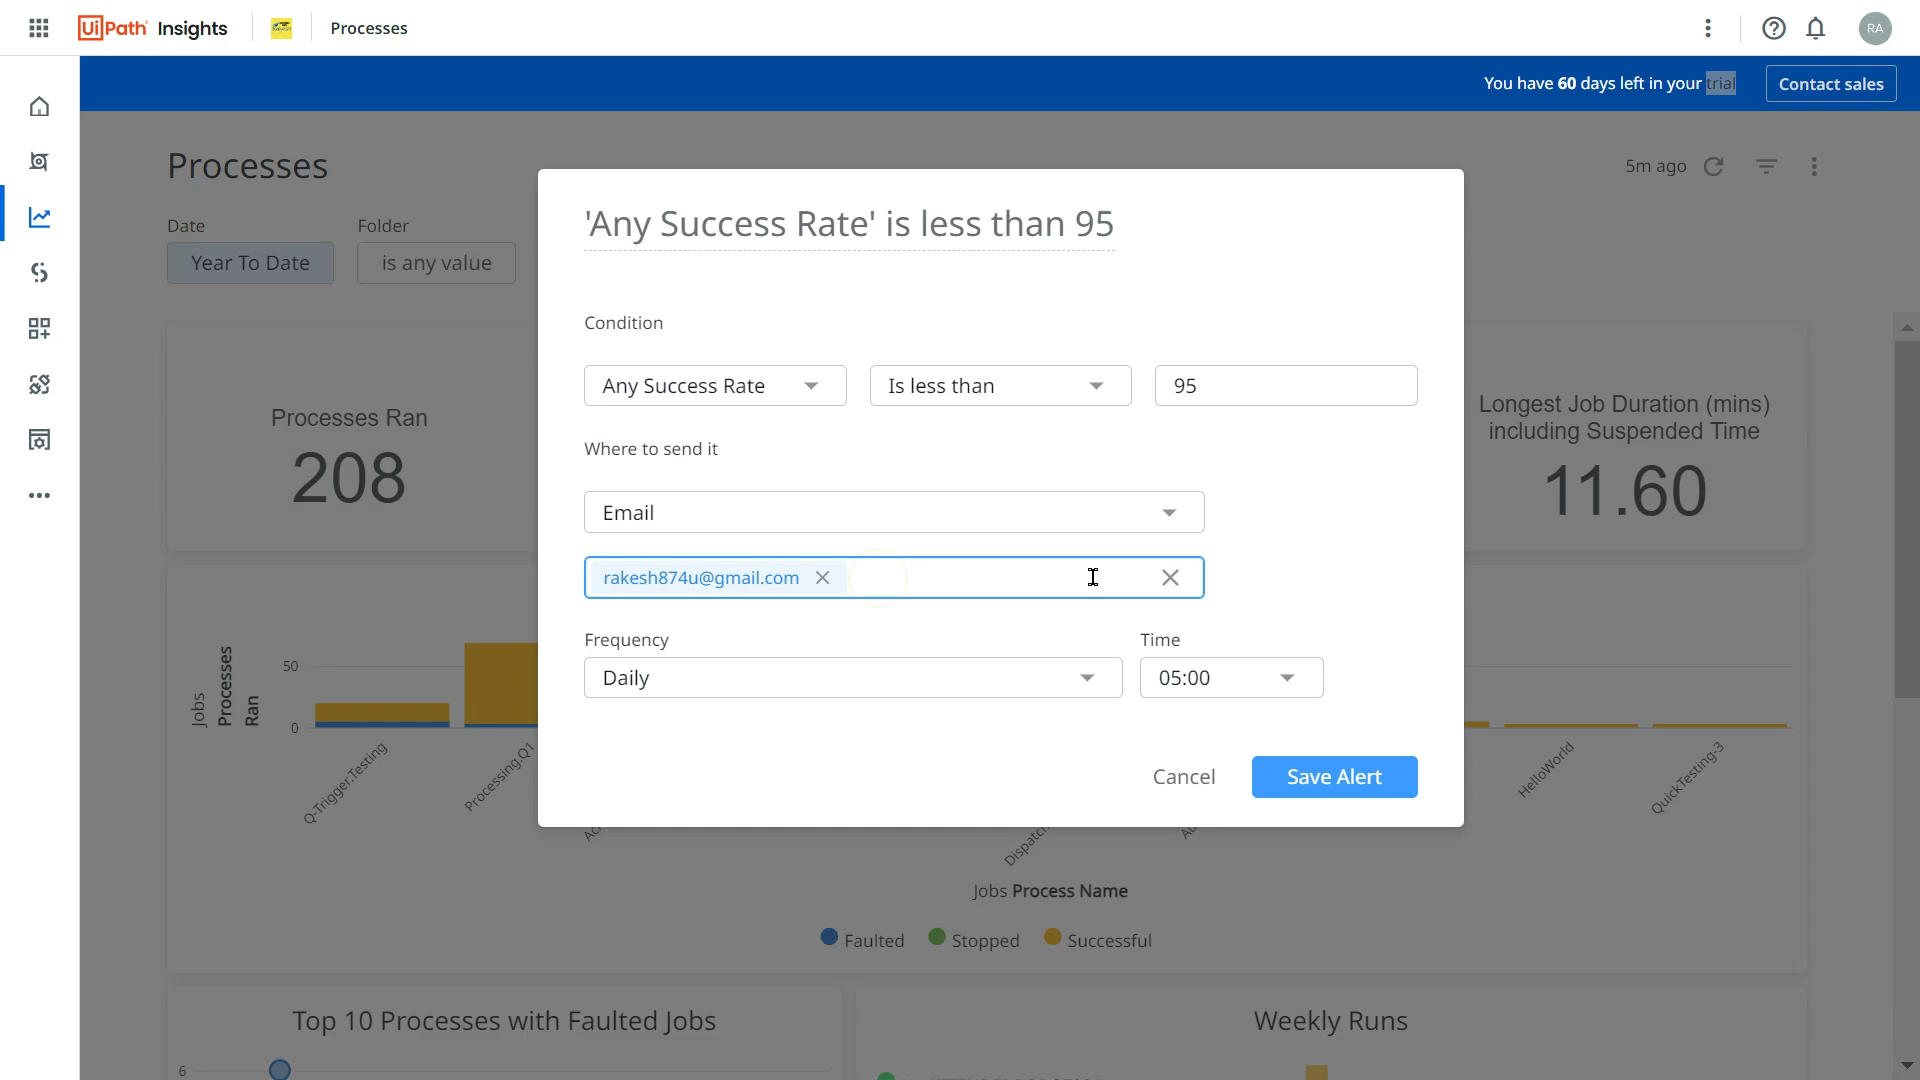 UiPath Insights
Processes
RA
You have 60 days left in your trial
Contact sales
Processes
5m ago
Date
Folder
Year To Date
is any value
'Any Success Rate' is less than 95
Condition
Any Success Rate
Is less than
95
Where to send it
Email
rakesh874u@gmail.com
Frequency
Time
Daily
05:00
Cancel
Save Alert
Processes Ran
208
Longest Job Duration (mins)
including Suspended Time
11.60
Jobs
Processes
Ran
50
0
Q-Trigger.Testing
Processing.Q1
Dispatch
HelloWorld
QuickTesting-3
Jobs Process Name
Faulted
Stopped
Successful
Top 10 Processes with Faulted Jobs
Weekly Runs
6